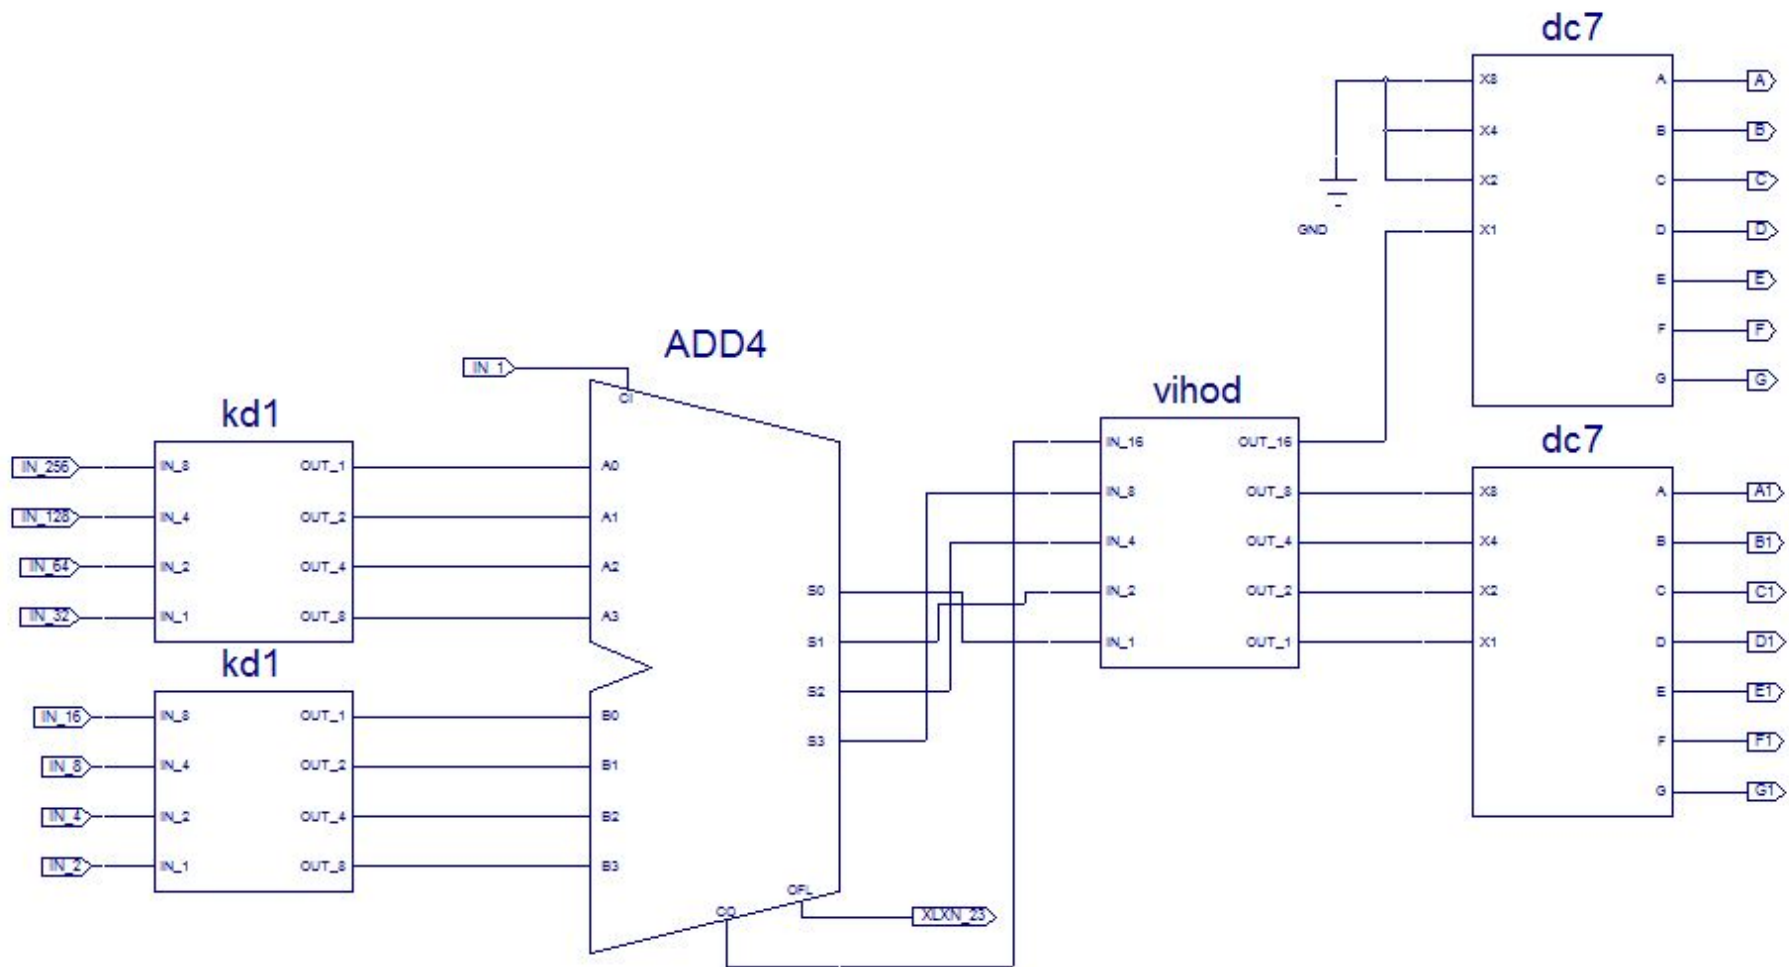 dc7
X8 A A
X4 B B
X2 C C
GND X1 D D
E E
F F
G G
ADD4
IN_1
CI
vihod
IN_16 OUT_16
IN_8 OUT_8
IN_4 OUT_4
IN_2 OUT_2
IN_1 OUT_1
dc7
X8 A A1
X4 B B1
X2 C C1
X1 D D1
E E1
F F1
G G1
kd1
IN_256 IN_8 OUT_1 A0
IN_128 IN_4 OUT_2 A1
IN_64 IN_2 OUT_4 A2
IN_32 IN_1 OUT_8 A3
S0
S1
S2
S3
kd1
IN_16 IN_8 OUT_1 B0
IN_8 IN_4 OUT_2 B1
IN_4 IN_2 OUT_4 B2
IN_2 IN_1 OUT_8 B3
OFL
CO
XLXN_23